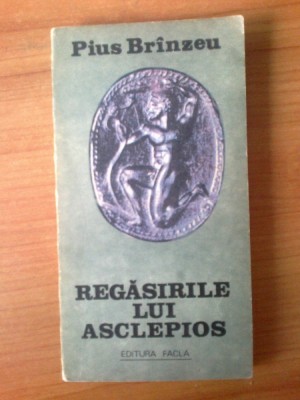 Pius Brînzeu
REGĂSIRILE
LUI
ASCLEPIOS
EDITURA FACLA